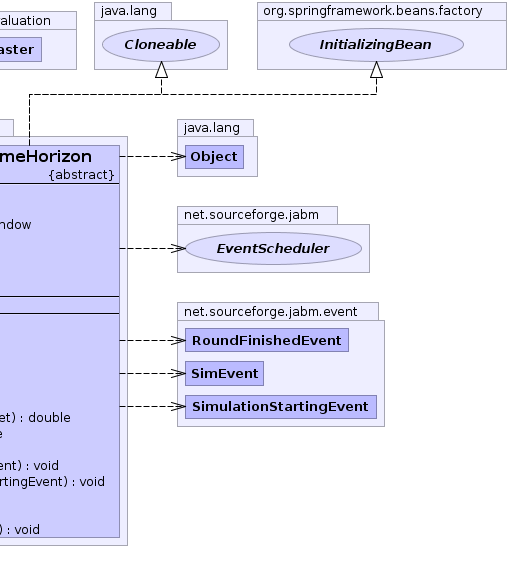 java.lang
org.springframework.beans.factory
aluation
aster
Cloneable
InitializingBean
java.lang
meHorizon
Object
{abstract}
net.sourceforge.jabm
ndow
EventScheduler
net.sourceforge.jabm.event
RoundFinishedEvent
SimEvent
SimulationStartingEvent
et) : double
e
ent) : void
rtingEvent) : void
) : void